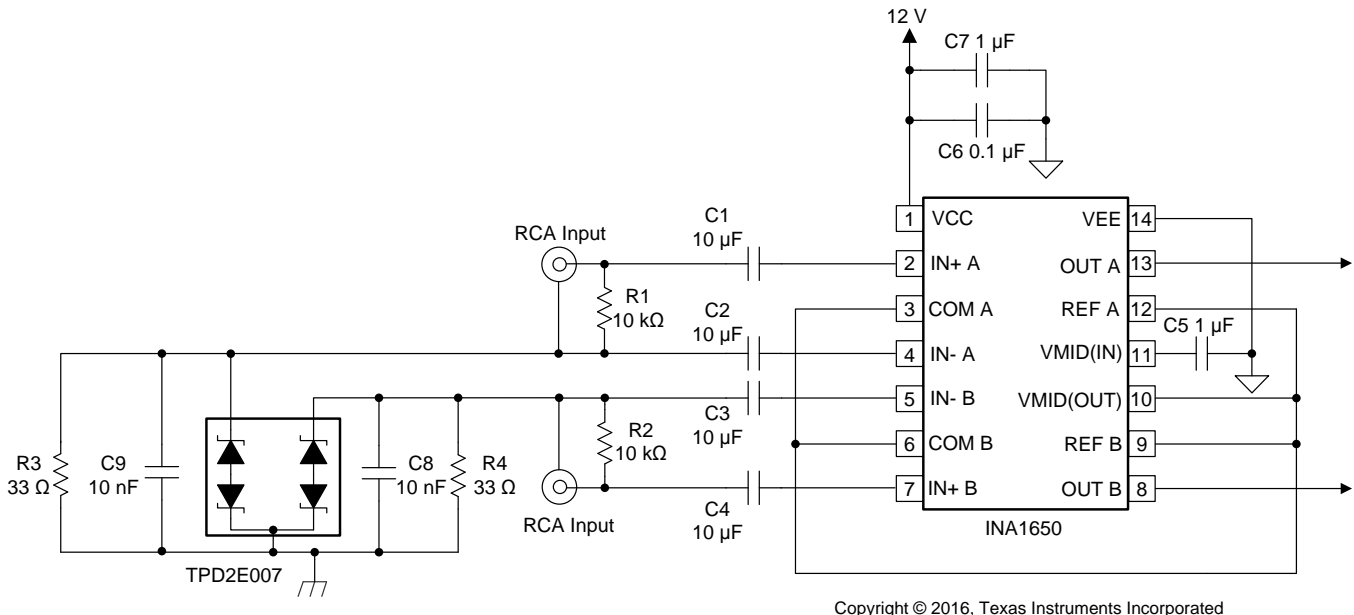 12 V
C7 1 µF
C6 0.1 µF
RCA Input
C1
10 µF
R1
10 kΩ
C2
10 µF
C3
10 µF
R2
10 kΩ
C4
10 µF
RCA Input
R3
33 Ω
C9
10 nF
TPD2E007
C8
10 nF
R4
33 Ω
1 VCC
2 IN+ A
3 COM A
4 IN- A
5 IN- B
6 COM B
7 IN+ B
VEE 14
OUT A 13
REF A 12
VMID(IN) 11
VMID(OUT) 10
REF B 9
OUT B 8
C5 1 µF
INA1650
Copyright © 2016, Texas Instruments Incorporated